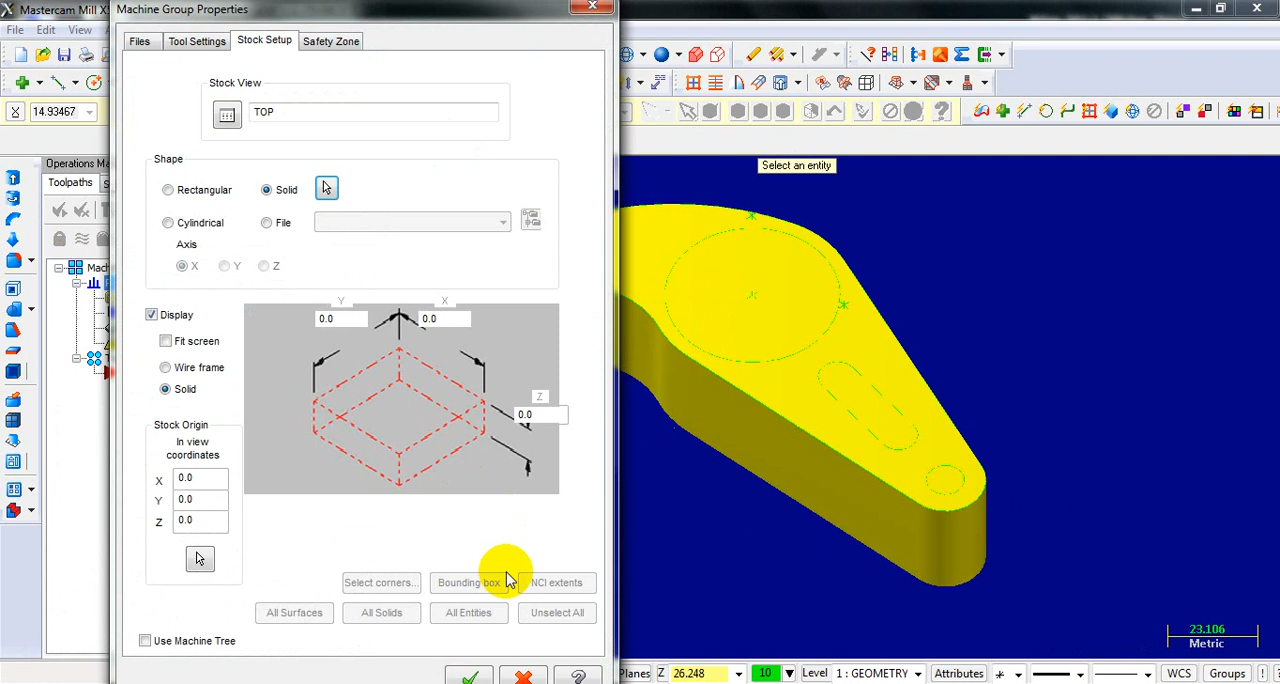 Mastercam Mill X
Machine Group Properties
File Edit View
Files Tool Settings Stock Setup Safety Zone
14.93467
Stock View
TOP
Select an entity
Shape
Rectangular Solid
Cylindrical File
Axis
X Y Z
Operations Ma
Toolpaths S
Mach
Display
Fit screen
Wire frame
Solid
Y X
0.0 0.0
Z
0.0
Stock Origin
In view
coordinates
X 0.0
Y 0.0
Z 0.0
Select corners... Bounding box NCI extents
All Surfaces All Solids All Entities Unselect All
Use Machine Tree
23.106
Metric
Planes Z 26.248 10 Level 1 : GEOMETRY Attributes WCS Groups